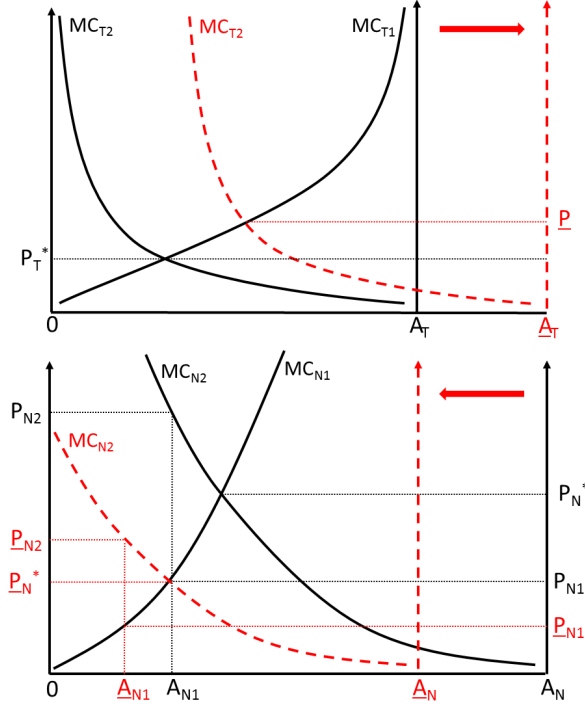 MC_T2
MC_T2
MC_T1
P
P_T*
0
A_T
A_T
MC_N2
MC_N1
P_N2
MC_N2
P_N*
P_N2
P_N*
P_N1
P_N1
0
A_N1
A_N1
A_N
A_N